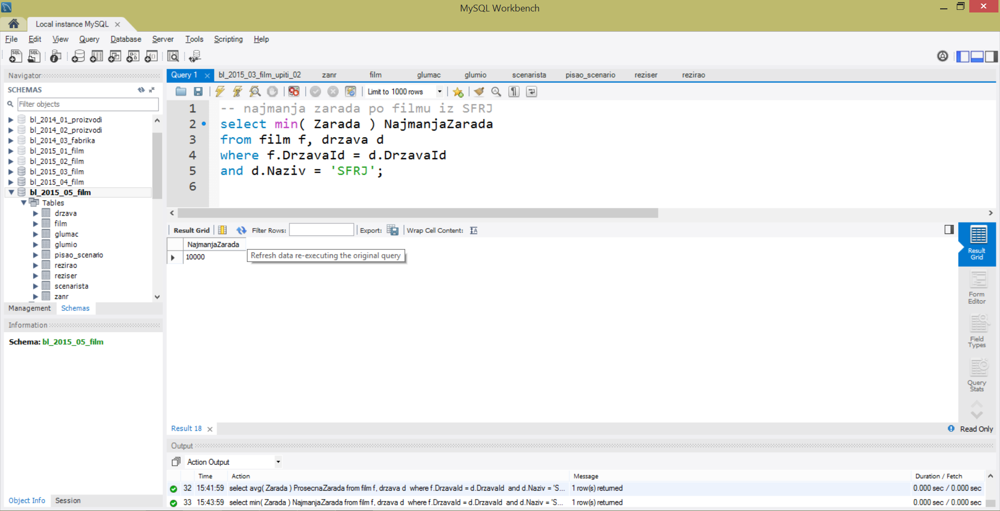 MySQL Workbench
Local instance MySQL
File Edit View Query Database Server Tools Scripting Help
Navigator
SCHEMAS
Filter objects
bl_2014_01_proizvodi
bl_2014_02_proizvodi
bl_2014_03_fabrika
bl_2015_01_film
bl_2015_02_film
bl_2015_03_film
bl_2015_04_film
bl_2015_05_film
Tables
drzava
film
glumac
glumio
pisao_scenario
rezirao
reziser
scenarista
zanr
Management Schemas
Information
Schema: bl_2015_05_film
Object Info Session
Query 1 bl_2015_03_film_upiti_02 zanr film glumac glumio scenarista pisao_scenario reziser rezirao
Limit to 1000 rows
1 -- najmanja zarada po filmu iz SFRJ
2 select min( Zarada ) NajmanjaZarada
3 from film f, drzava d
4 where f.DrzavaId = d.DrzavaId
5 and d.Naziv = 'SFRJ';
6
Result Grid Filter Rows: Export: Wrap Cell Content:
NajmanjaZarada
10000
Refresh data re-executing the original query
Result Grid
Form Editor
Field Types
Query Stats
Result 18
Read Only
Output
Action Output
Time Action Message Duration / Fetch
32 15:41:59 select avg( Zarada ) ProsecnaZarada from film f, drzava d where f.DrzavaId = d.DrzavaId and d.Naziv = 'S... 1 row(s) returned 0.000 sec / 0.000 sec
33 15:43:59 select min( Zarada ) NajmanjaZarada from film f, drzava d where f.DrzavaId = d.DrzavaId and d.Naziv = 'S... 1 row(s) returned 0.000 sec / 0.000 sec